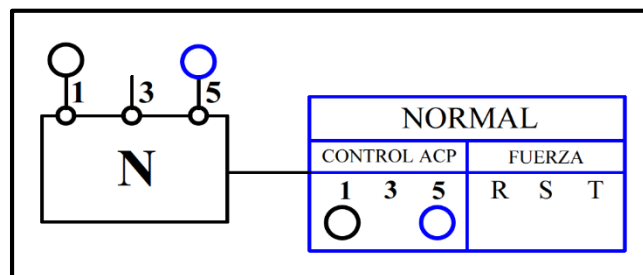 1 3 5
N
NORMAL
CONTROL ACP FUERZA
1 3 5 R S T